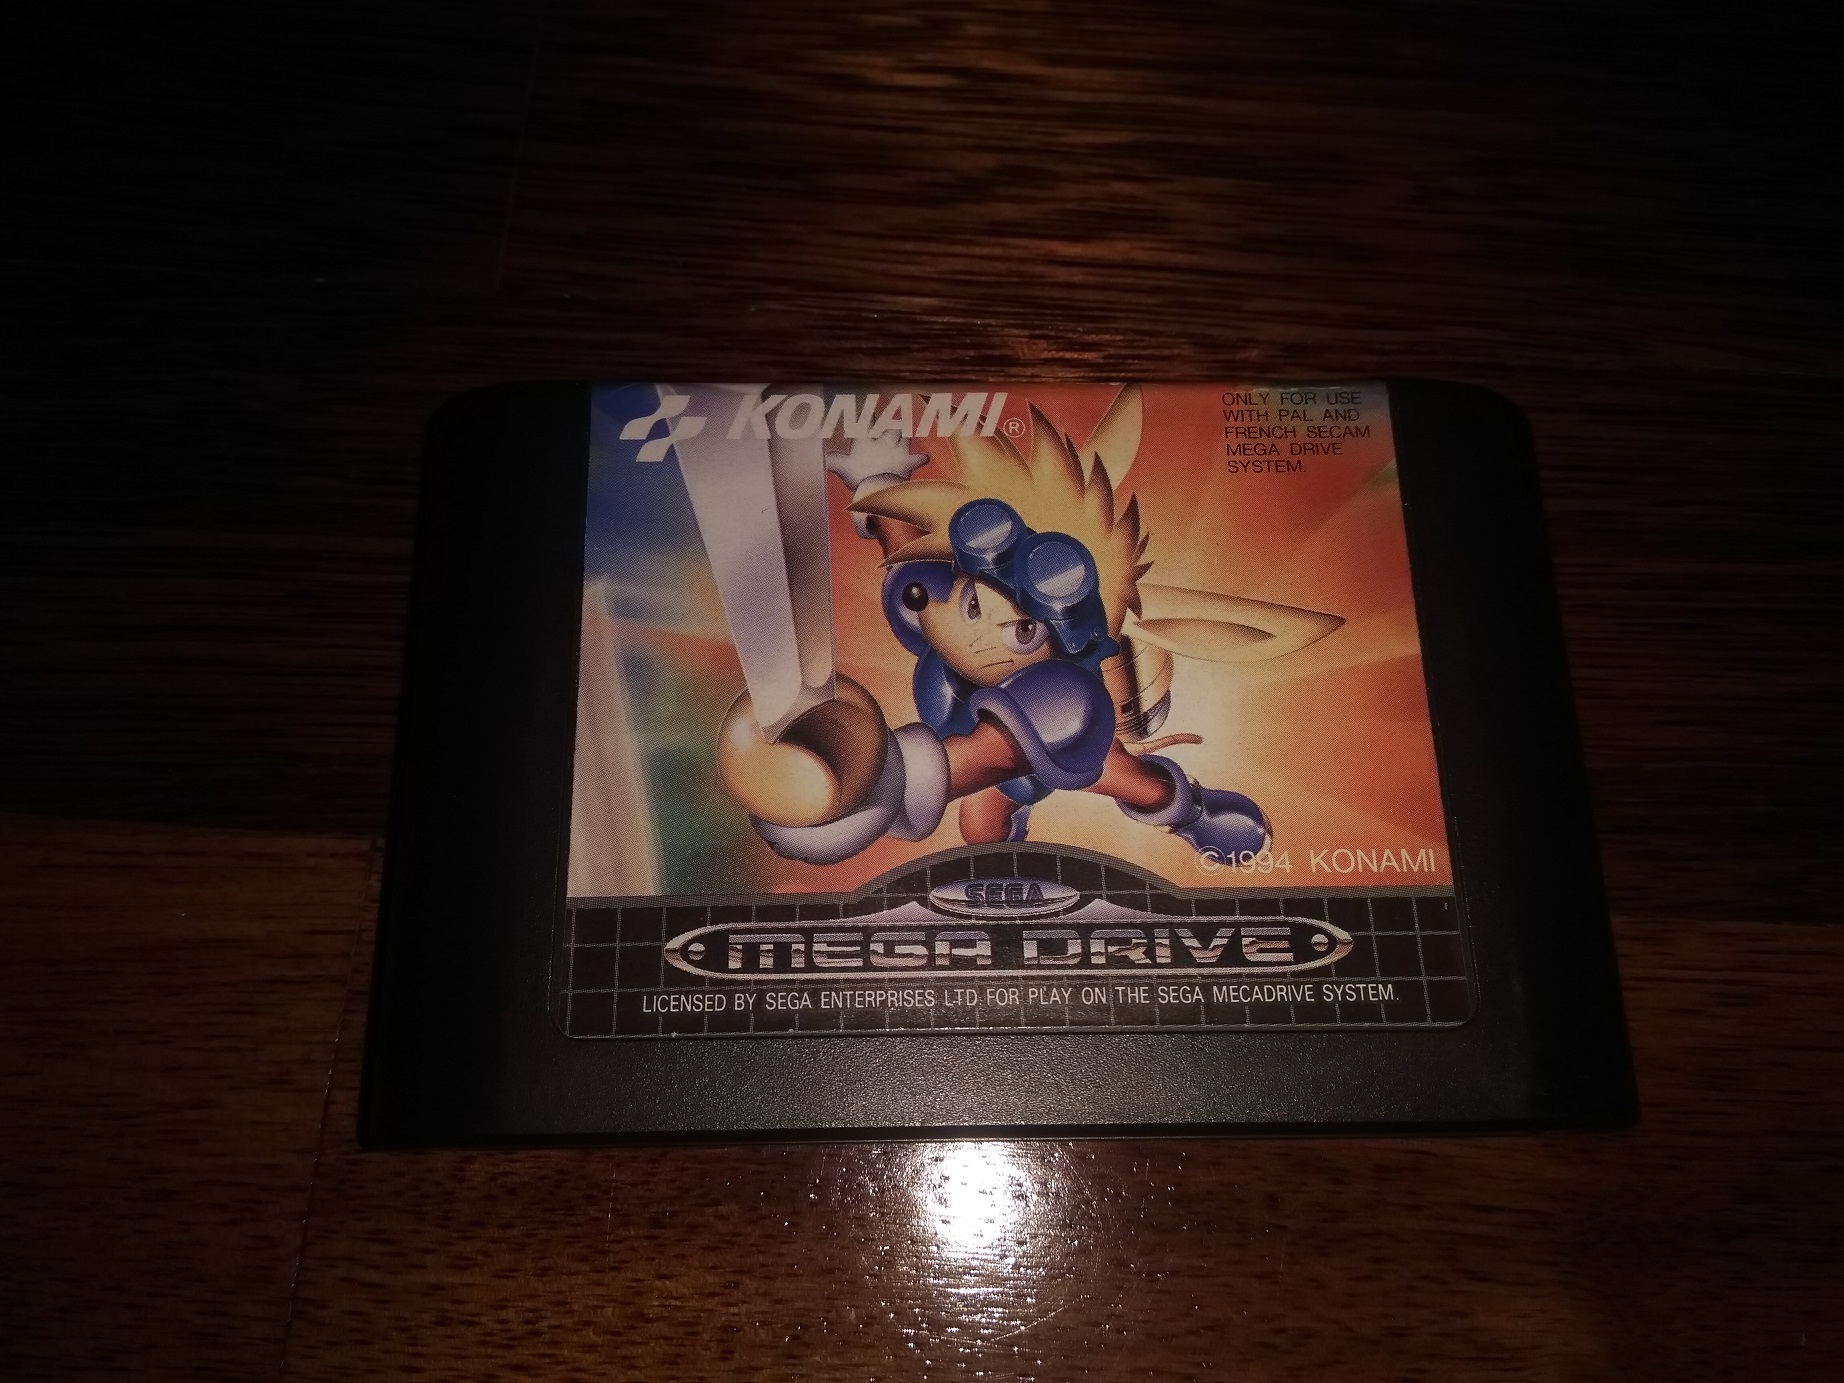 KONAMI®
ONLY FOR USE
WITH PAL AND
FRENCH SECAM
MEGA DRIVE
SYSTEM.
©1994 KONAMI
SEGA
MEGA DRIVE
LICENSED BY SEGA ENTERPRISES LTD FOR PLAY ON THE SEGA MEGADRIVE SYSTEM.